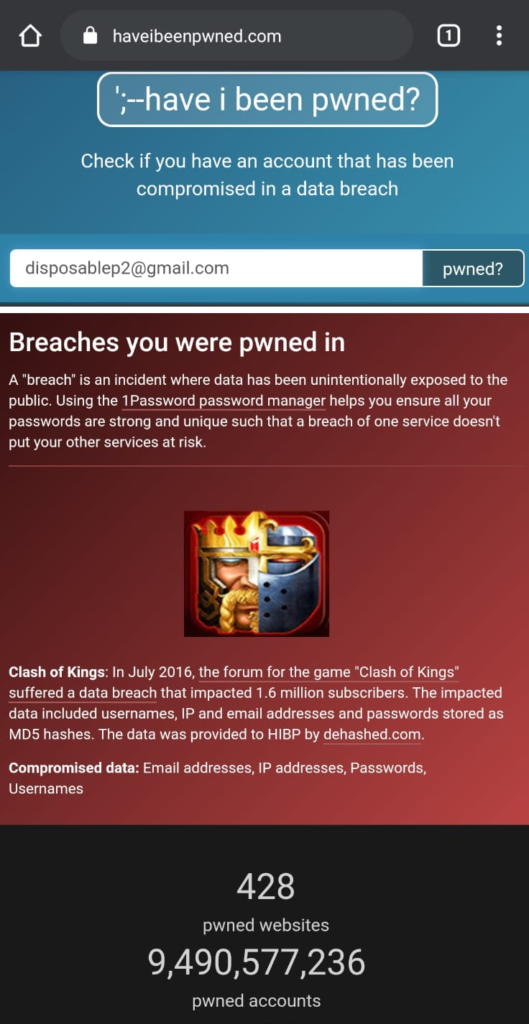 haveibeenpwned.com
1
';--have i been pwned?
Check if you have an account that has been
compromised in a data breach
disposablep2@gmail.com
pwned?
Breaches you were pwned in
A "breach" is an incident where data has been unintentionally exposed to the
public. Using the 1Password password manager helps you ensure all your
passwords are strong and unique such that a breach of one service doesn't
put your other services at risk.
Clash of Kings: In July 2016, the forum for the game "Clash of Kings"
suffered a data breach that impacted 1.6 million subscribers. The impacted
data included usernames, IP and email addresses and passwords stored as
MD5 hashes. The data was provided to HIBP by dehashed.com.
Compromised data: Email addresses, IP addresses, Passwords,
Usernames
428
pwned websites
9,490,577,236
pwned accounts